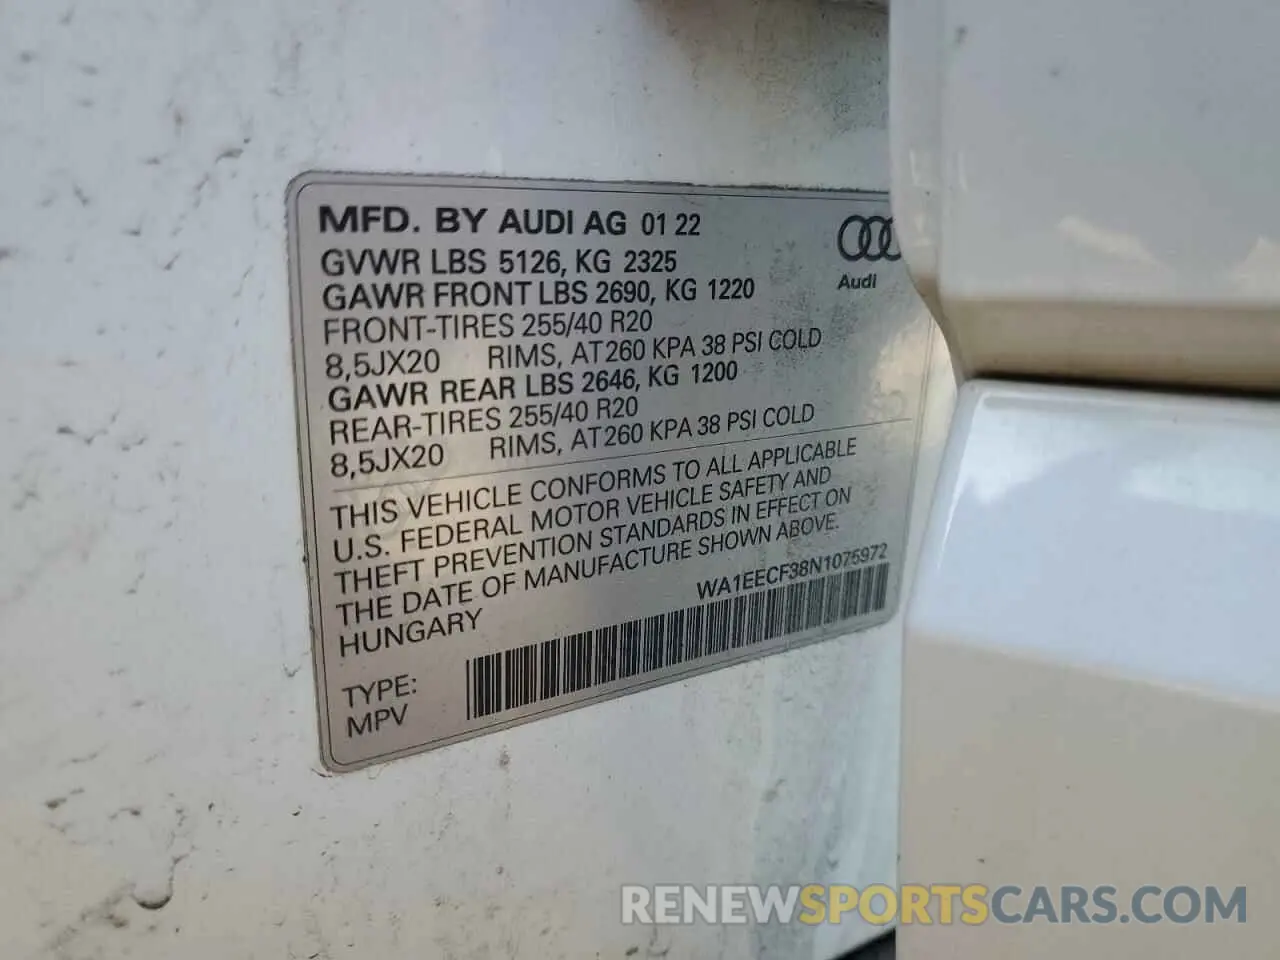 MFD. BY AUDI AG 01 22
GVWR LBS 5126, KG 2325
GAWR FRONT LBS 2690, KG 1220
FRONT-TIRES 255/40 R20
8,5JX20 RIMS, AT 260 KPA 38 PSI COLD
GAWR REAR LBS 2646, KG 1200
REAR-TIRES 255/40 R20
8,5JX20 RIMS, AT 260 KPA 38 PSI COLD
Audi
THIS VEHICLE CONFORMS TO ALL APPLICABLE
U.S. FEDERAL MOTOR VEHICLE SAFETY AND
THEFT PREVENTION STANDARDS IN EFFECT ON
THE DATE OF MANUFACTURE SHOWN ABOVE.
HUNGARY
WA1EECF38N1075972
TYPE:
MPV
RENEWSPORTSCARS.COM